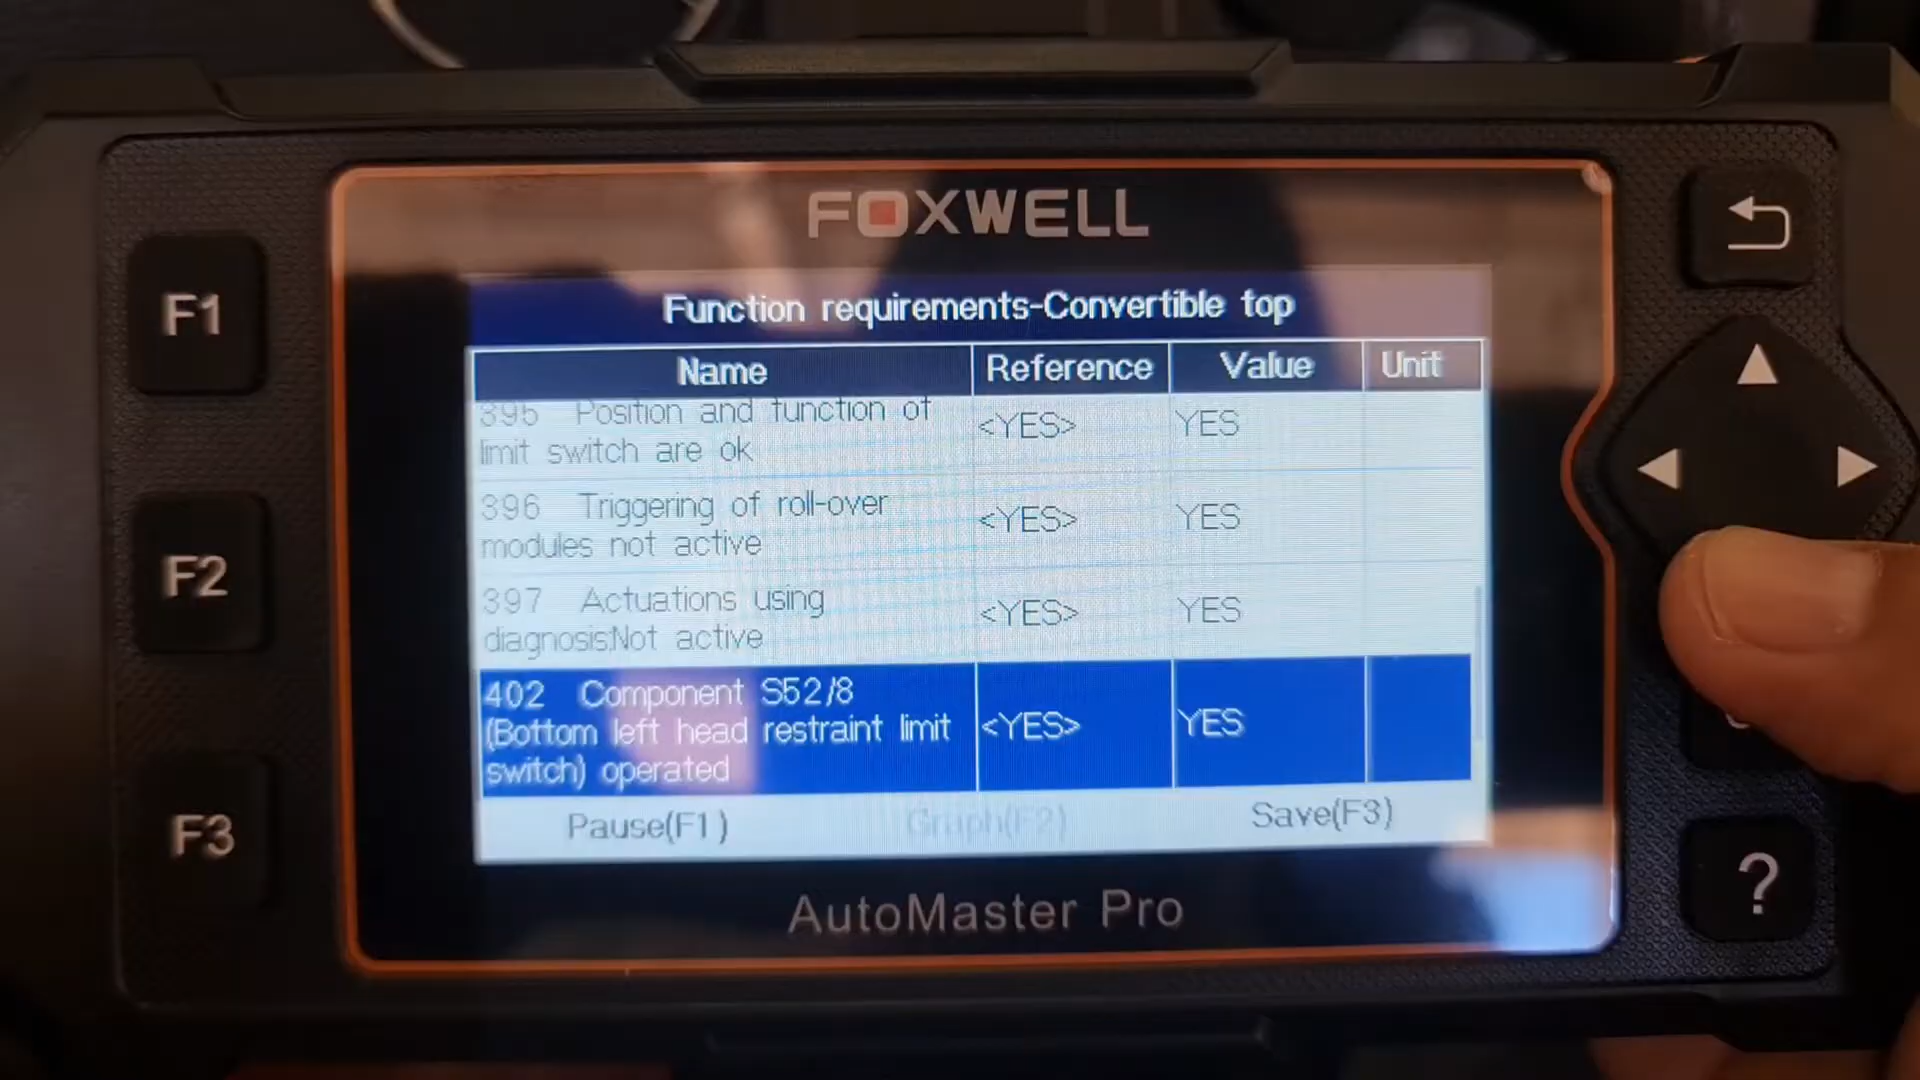 FOXWELL
Function requirements-Convertible top
Name Reference Value Unit
395 Position and function of
limit switch are ok
<YES> YES
396 Triggering of roll-over
modules not active
<YES> YES
397 Actuations using
diagnosis:Not active
<YES> YES
402 Component S52/8
(Bottom left head restraint limit
switch) operated
<YES> YES
Pause(F1) Graph(F2) Save(F3)
AutoMaster Pro
F1
F2
F3
?